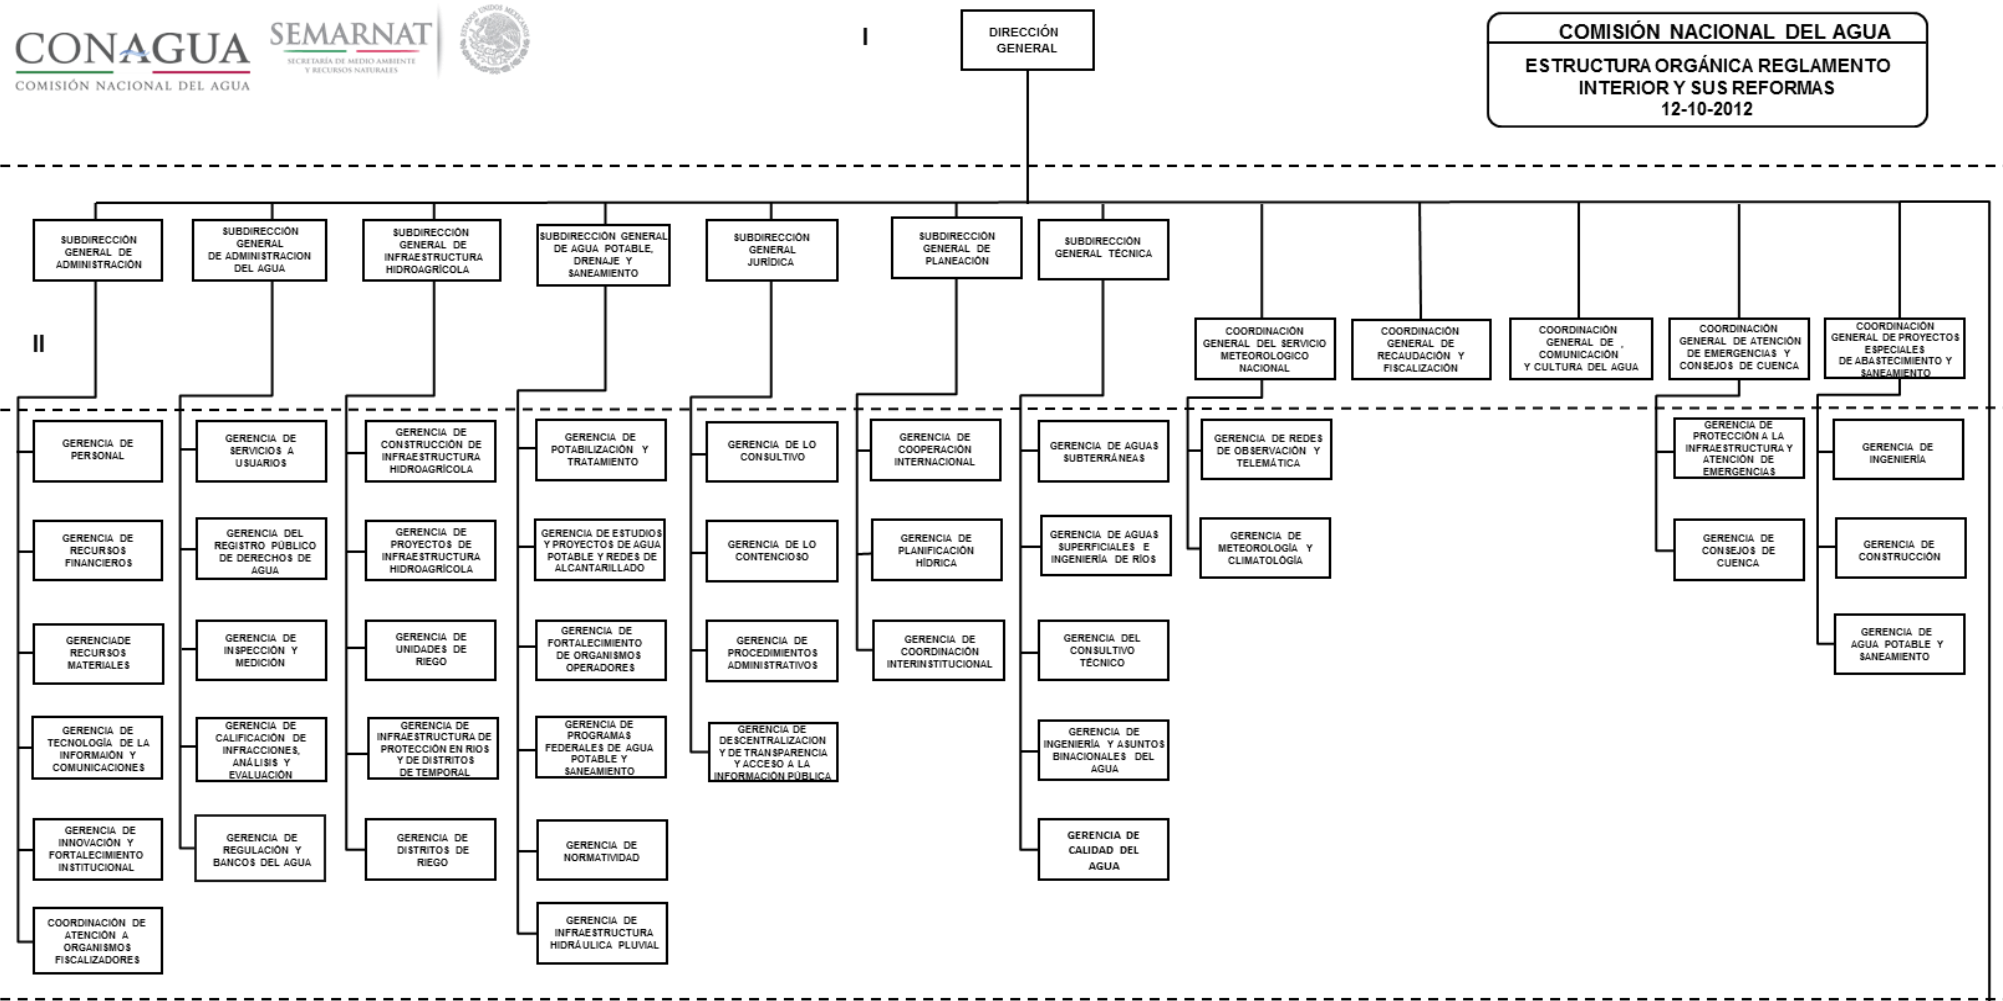 CONAGUA
COMISIÓN NACIONAL DEL AGUA
SEMARNAT
SECRETARÍA DE MEDIO AMBIENTE
Y RECURSOS NATURALES
ESTADOS UNIDOS MEXICANOS
I
DIRECCIÓN
GENERAL
COMISIÓN NACIONAL DEL AGUA
ESTRUCTURA ORGÁNICA REGLAMENTO
INTERIOR Y SUS REFORMAS
12-10-2012
SUBDIRECCIÓN
GENERAL DE
ADMINISTRACIÓN
SUBDIRECCIÓN
GENERAL
DE ADMINISTRACION
DEL AGUA
SUBDIRECCIÓN
GENERAL DE
INFRAESTRUCTURA
HIDROAGRÍCOLA
SUBDIRECCIÓN GENERAL
DE AGUA POTABLE,
DRENAJE Y
SANEAMIENTO
SUBDIRECCIÓN
GENERAL
JURÍDICA
SUBDIRECCIÓN
GENERAL DE
PLANEACIÓN
SUBDIRECCIÓN
GENERAL TÉCNICA
II
COORDINACIÓN
GENERAL DEL SERVICIO
METEOROLOGICO
NACIONAL
COORDINACIÓN
GENERAL DE
RECAUDACIÓN Y
FISCALIZACIÓN
COORDINACIÓN
GENERAL DE ,
COMUNICACIÓN
Y CULTURA DEL AGUA
COORDINACIÓN
GENERAL DE ATENCIÓN
DE EMERGENCIAS Y
CONSEJOS DE CUENCA
COORDINACIÓN
GENERAL DE PROYECTOS
ESPECIALES
DE ABASTECIMIENTO Y
SANEAMIENTO
GERENCIA DE
PERSONAL
GERENCIA DE
RECURSOS
FINANCIEROS
GERENCIADE
RECURSOS
MATERIALES
GERENCIA DE
TECNOLOGÍA DE LA
INFORMAIÓN Y
COMUNICACIONES
GERENCIA DE
INNOVACIÓN Y
FORTALECIMIENTO
INSTITUCIONAL
COORDINACIÓN DE
ATENCIÓN A
ORGANISMOS
FISCALIZADORES
GERENCIA DE
SERVICIOS A
USUARIOS
GERENCIA DEL
REGISTRO PÚBLICO
DE DERECHOS DE
AGUA
GERENCIA DE
INSPECCIÓN Y
MEDICIÓN
GERENCIA DE
CALIFICACIÓN DE
INFRACCIONES,
ANÁLISIS Y
EVALUACIÓN
GERENCIA DE
REGULACIÓN Y
BANCOS DEL AGUA
GERENCIA DE
CONSTRUCCIÓN DE
INFRAESTRUCTURA
HIDROAGRÍCOLA
GERENCIA DE
PROYECTOS DE
INFRAESTRUCTURA
HIDROAGRÍCOLA
GERENCIA DE
UNIDADES DE
RIEGO
GERENCIA DE
INFRAESTRUCTURA DE
PROTECCIÓN EN RIOS
Y DE DISTRITOS
DE TEMPORAL
GERENCIA DE
DISTRITOS DE
RIEGO
GERENCIA DE
POTABILIZACIÓN Y
TRATAMIENTO
GERENCIA DE ESTUDIOS
Y PROYECTOS DE AGUA
POTABLE Y REDES DE
ALCANTARILLADO
GERENCIA DE
FORTALECIMIENTO
DE ORGANISMOS
OPERADORES
GERENCIA DE
PROGRAMAS
FEDERALES DE AGUA
POTABLE Y
SANEAMIENTO
GERENCIA DE
NORMATIVIDAD
GERENCIA DE
INFRAESTRUCTURA
HIDRÁULICA PLUVIAL
GERENCIA DE LO
CONSULTIVO
GERENCIA DE LO
CONTENCIOSO
GERENCIA DE
PROCEDIMIENTOS
ADMINISTRATIVOS
GERENCIA DE
DESCENTRALIZACION
Y DE TRANSPARENCIA
Y ACCESO A LA
INFORMACIÓN PÚBLICA
GERENCIA DE
COOPERACIÓN
INTERNACIONAL
GERENCIA DE
PLANIFICACIÓN
HÍDRICA
GERENCIA DE
COORDINACIÓN
INTERINSTITUCIONAL
GERENCIA DE AGUAS
SUBTERRÁNEAS
GERENCIA DE AGUAS
SUPERFICIALES E
INGENIERÍA DE RÍOS
GERENCIA DEL
CONSULTIVO
TÉCNICO
GERENCIA DE
INGENIERÍA Y ASUNTOS
BINACIONALES DEL
AGUA
GERENCIA DE
CALIDAD DEL
AGUA
GERENCIA DE REDES
DE OBSERVACIÓN Y
TELEMÁTICA
GERENCIA DE
METEOROLOGÍA Y
CLIMATOLOGÍA
GERENCIA DE
PROTECCIÓN A LA
INFRAESTRUCTURA Y
ATENCIÓN DE
EMERGENCIAS
GERENCIA DE
CONSEJOS DE
CUENCA
GERENCIA DE
INGENIERÍA
GERENCIA DE
CONSTRUCCIÓN
GERENCIA DE
AGUA POTABLE Y
SANEAMIENTO